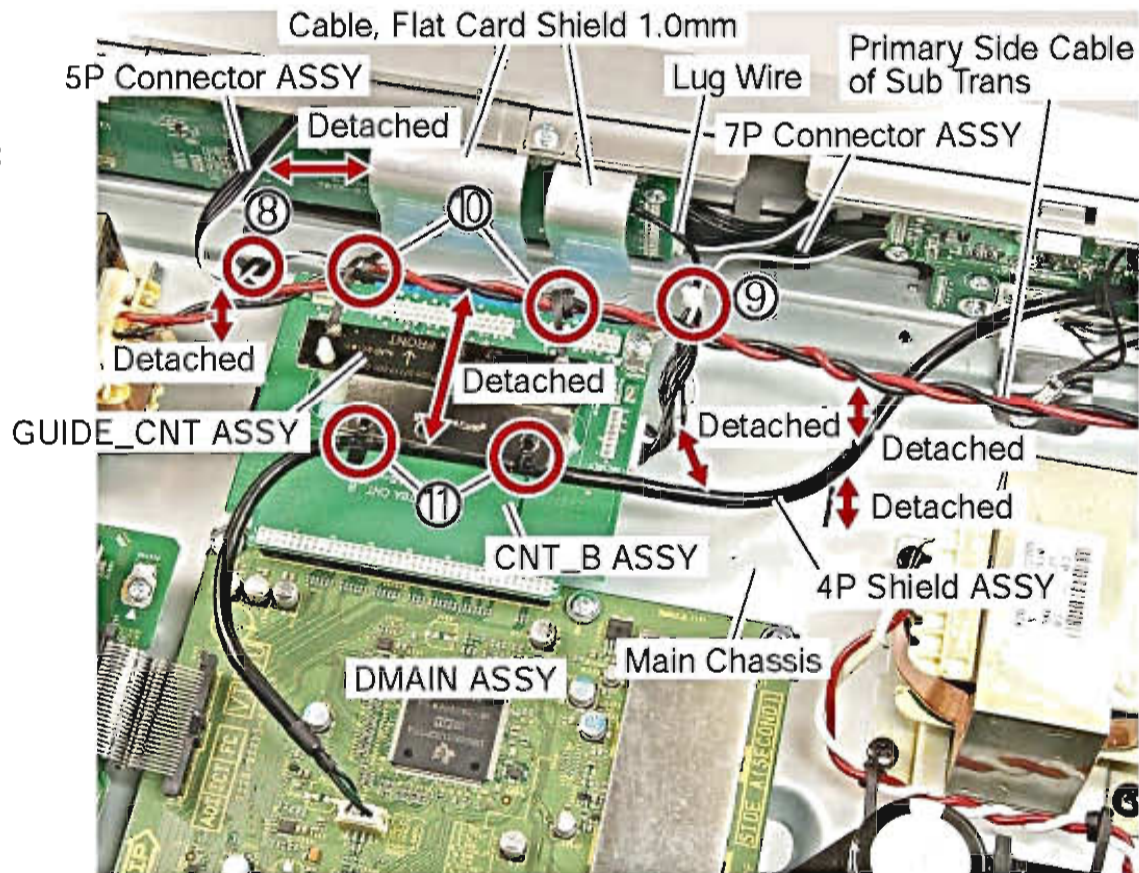 Cable, Flat Card Shield 1.0mm
Primary Side Cable
of Sub Trans
5P Connector ASSY
Lug Wire
Detached
7P Connector ASSY
⑧
⑩
⑨
Detached
Detached
FRONT
GUIDE_CNT ASSY
Detached
Detached
Detached
⑪
CNT_B ASSY
4P Shield ASSY
Main Chassis
DMAIN ASSY
SIDE A(SECOND)